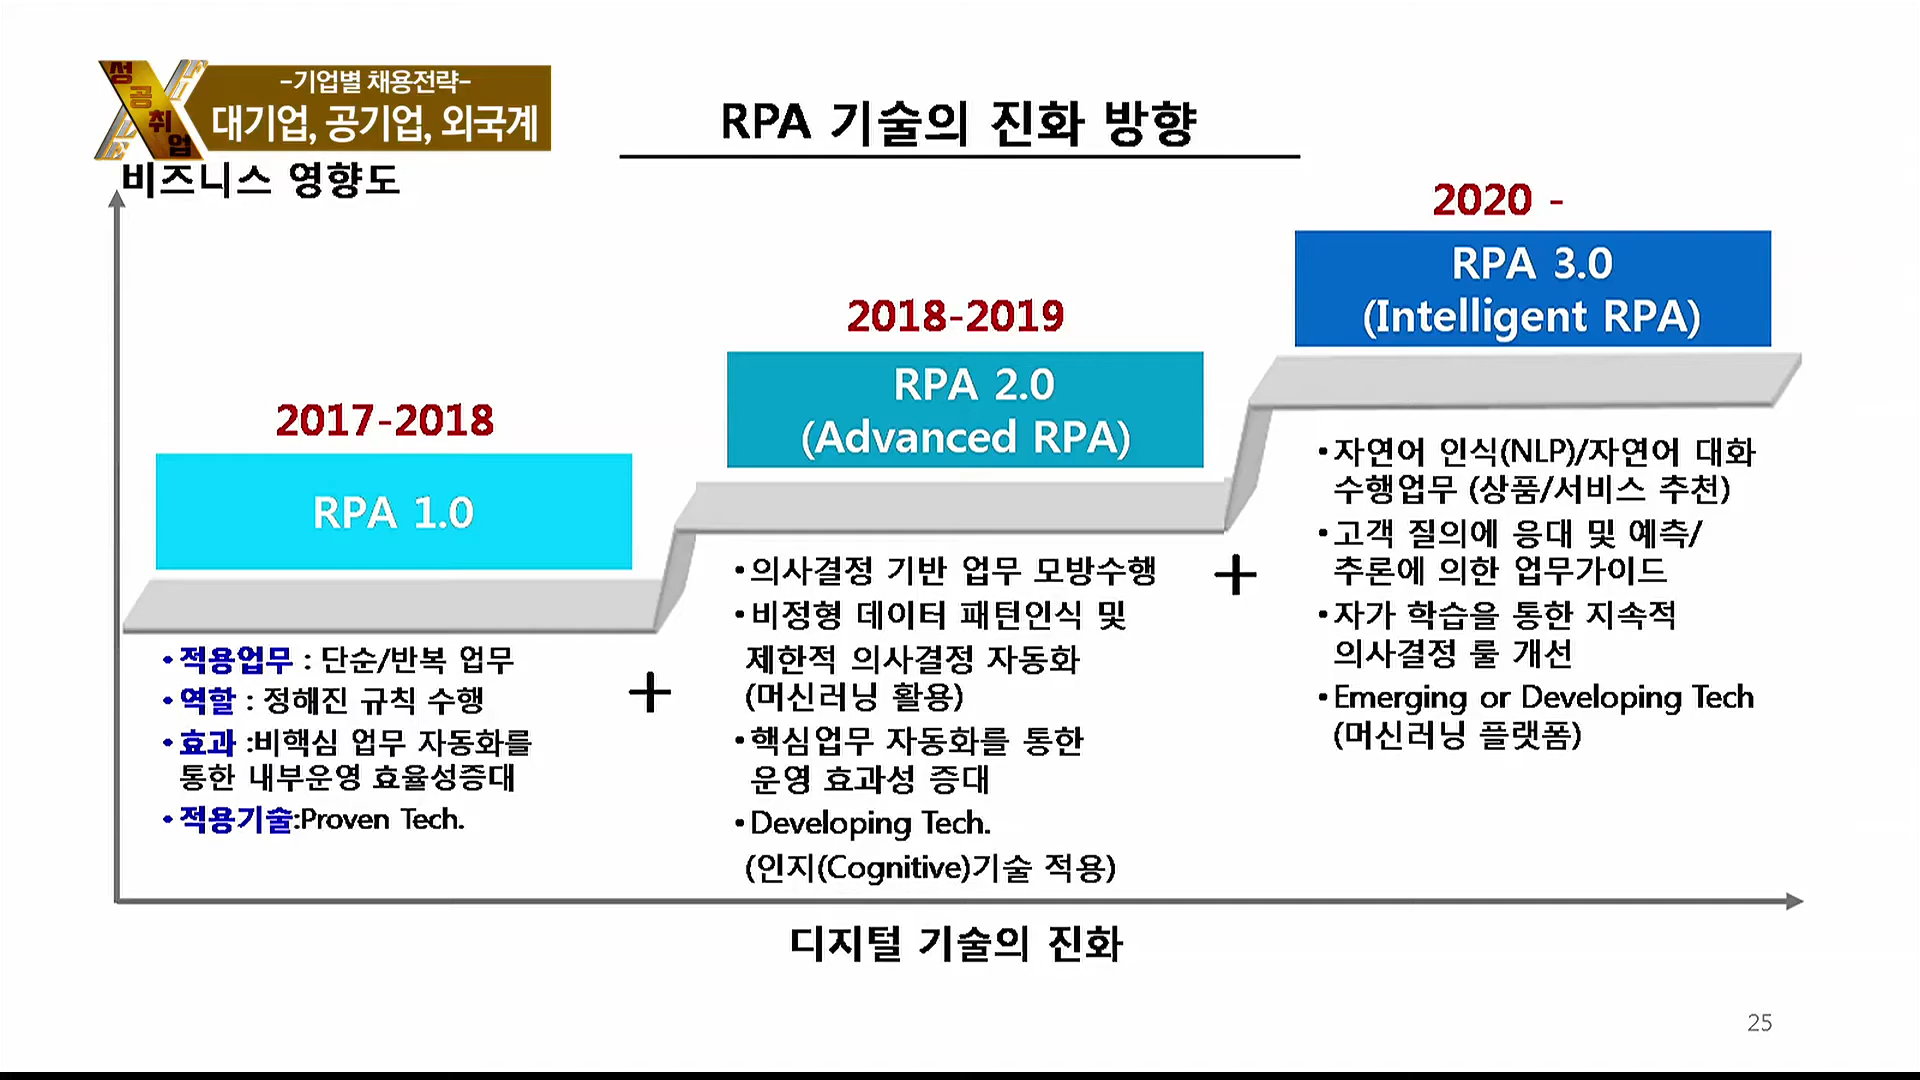 성공취업
FILE
-기업별 채용전략-
대기업, 공기업, 외국계
RPA 기술의 진화 방향
비즈니스 영향도
2017-2018
RPA 1.0
•적용업무 : 단순/반복 업무
•역할 : 정해진 규칙 수행
•효과 :비핵심 업무 자동화를
통한 내부운영 효율성증대
•적용기술:Proven Tech.
+
2018-2019
RPA 2.0
(Advanced RPA)
•의사결정 기반 업무 모방수행
•비정형 데이터 패턴인식 및
제한적 의사결정 자동화
(머신러닝 활용)
•핵심업무 자동화를 통한
운영 효과성 증대
•Developing Tech.
(인지(Cognitive)기술 적용)
+
2020 -
RPA 3.0
(Intelligent RPA)
•자연어 인식(NLP)/자연어 대화
수행업무 (상품/서비스 추천)
•고객 질의에 응대 및 예측/
추론에 의한 업무가이드
•자가 학습을 통한 지속적
의사결정 룰 개선
•Emerging or Developing Tech
(머신러닝 플랫폼)
디지털 기술의 진화
25